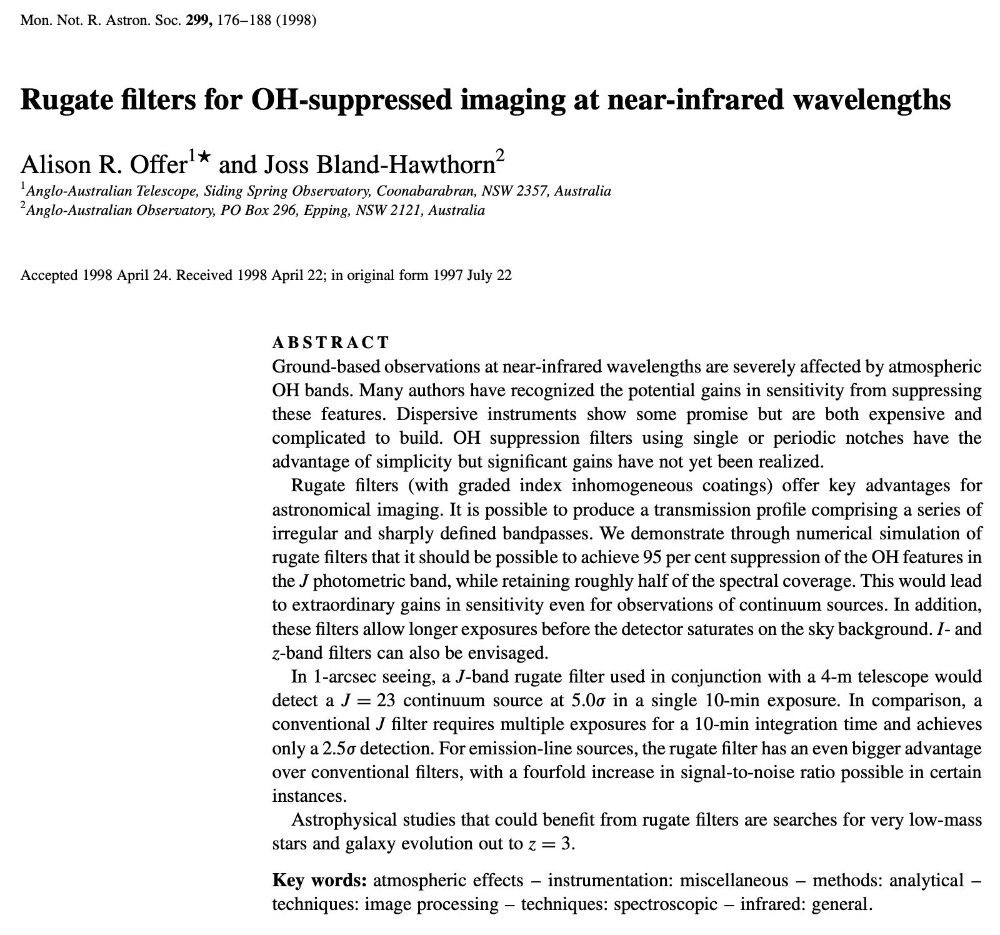 Mon. Not. R. Astron. Soc. 299, 176–188 (1998)
Rugate filters for OH-suppressed imaging at near-infrared wavelengths
Alison R. Offer1★ and Joss Bland-Hawthorn2
1Anglo-Australian Telescope, Siding Spring Observatory, Coonabarabran, NSW 2357, Australia
2Anglo-Australian Observatory, PO Box 296, Epping, NSW 2121, Australia
Accepted 1998 April 24. Received 1998 April 22; in original form 1997 July 22
ABSTRACT
Ground-based observations at near-infrared wavelengths are severely affected by atmospheric
OH bands. Many authors have recognized the potential gains in sensitivity from suppressing
these features. Dispersive instruments show some promise but are both expensive and
complicated to build. OH suppression filters using single or periodic notches have the
advantage of simplicity but significant gains have not yet been realized.
Rugate filters (with graded index inhomogeneous coatings) offer key advantages for
astronomical imaging. It is possible to produce a transmission profile comprising a series of
irregular and sharply defined bandpasses. We demonstrate through numerical simulation of
rugate filters that it should be possible to achieve 95 per cent suppression of the OH features in
the J photometric band, while retaining roughly half of the spectral coverage. This would lead
to extraordinary gains in sensitivity even for observations of continuum sources. In addition,
these filters allow longer exposures before the detector saturates on the sky background. I- and
z-band filters can also be envisaged.
In 1-arcsec seeing, a J-band rugate filter used in conjunction with a 4-m telescope would
detect a J = 23 continuum source at 5.0σ in a single 10-min exposure. In comparison, a
conventional J filter requires multiple exposures for a 10-min integration time and achieves
only a 2.5σ detection. For emission-line sources, the rugate filter has an even bigger advantage
over conventional filters, with a fourfold increase in signal-to-noise ratio possible in certain
instances.
Astrophysical studies that could benefit from rugate filters are searches for very low-mass
stars and galaxy evolution out to z = 3.
Key words: atmospheric effects – instrumentation: miscellaneous – methods: analytical –
techniques: image processing – techniques: spectroscopic – infrared: general.